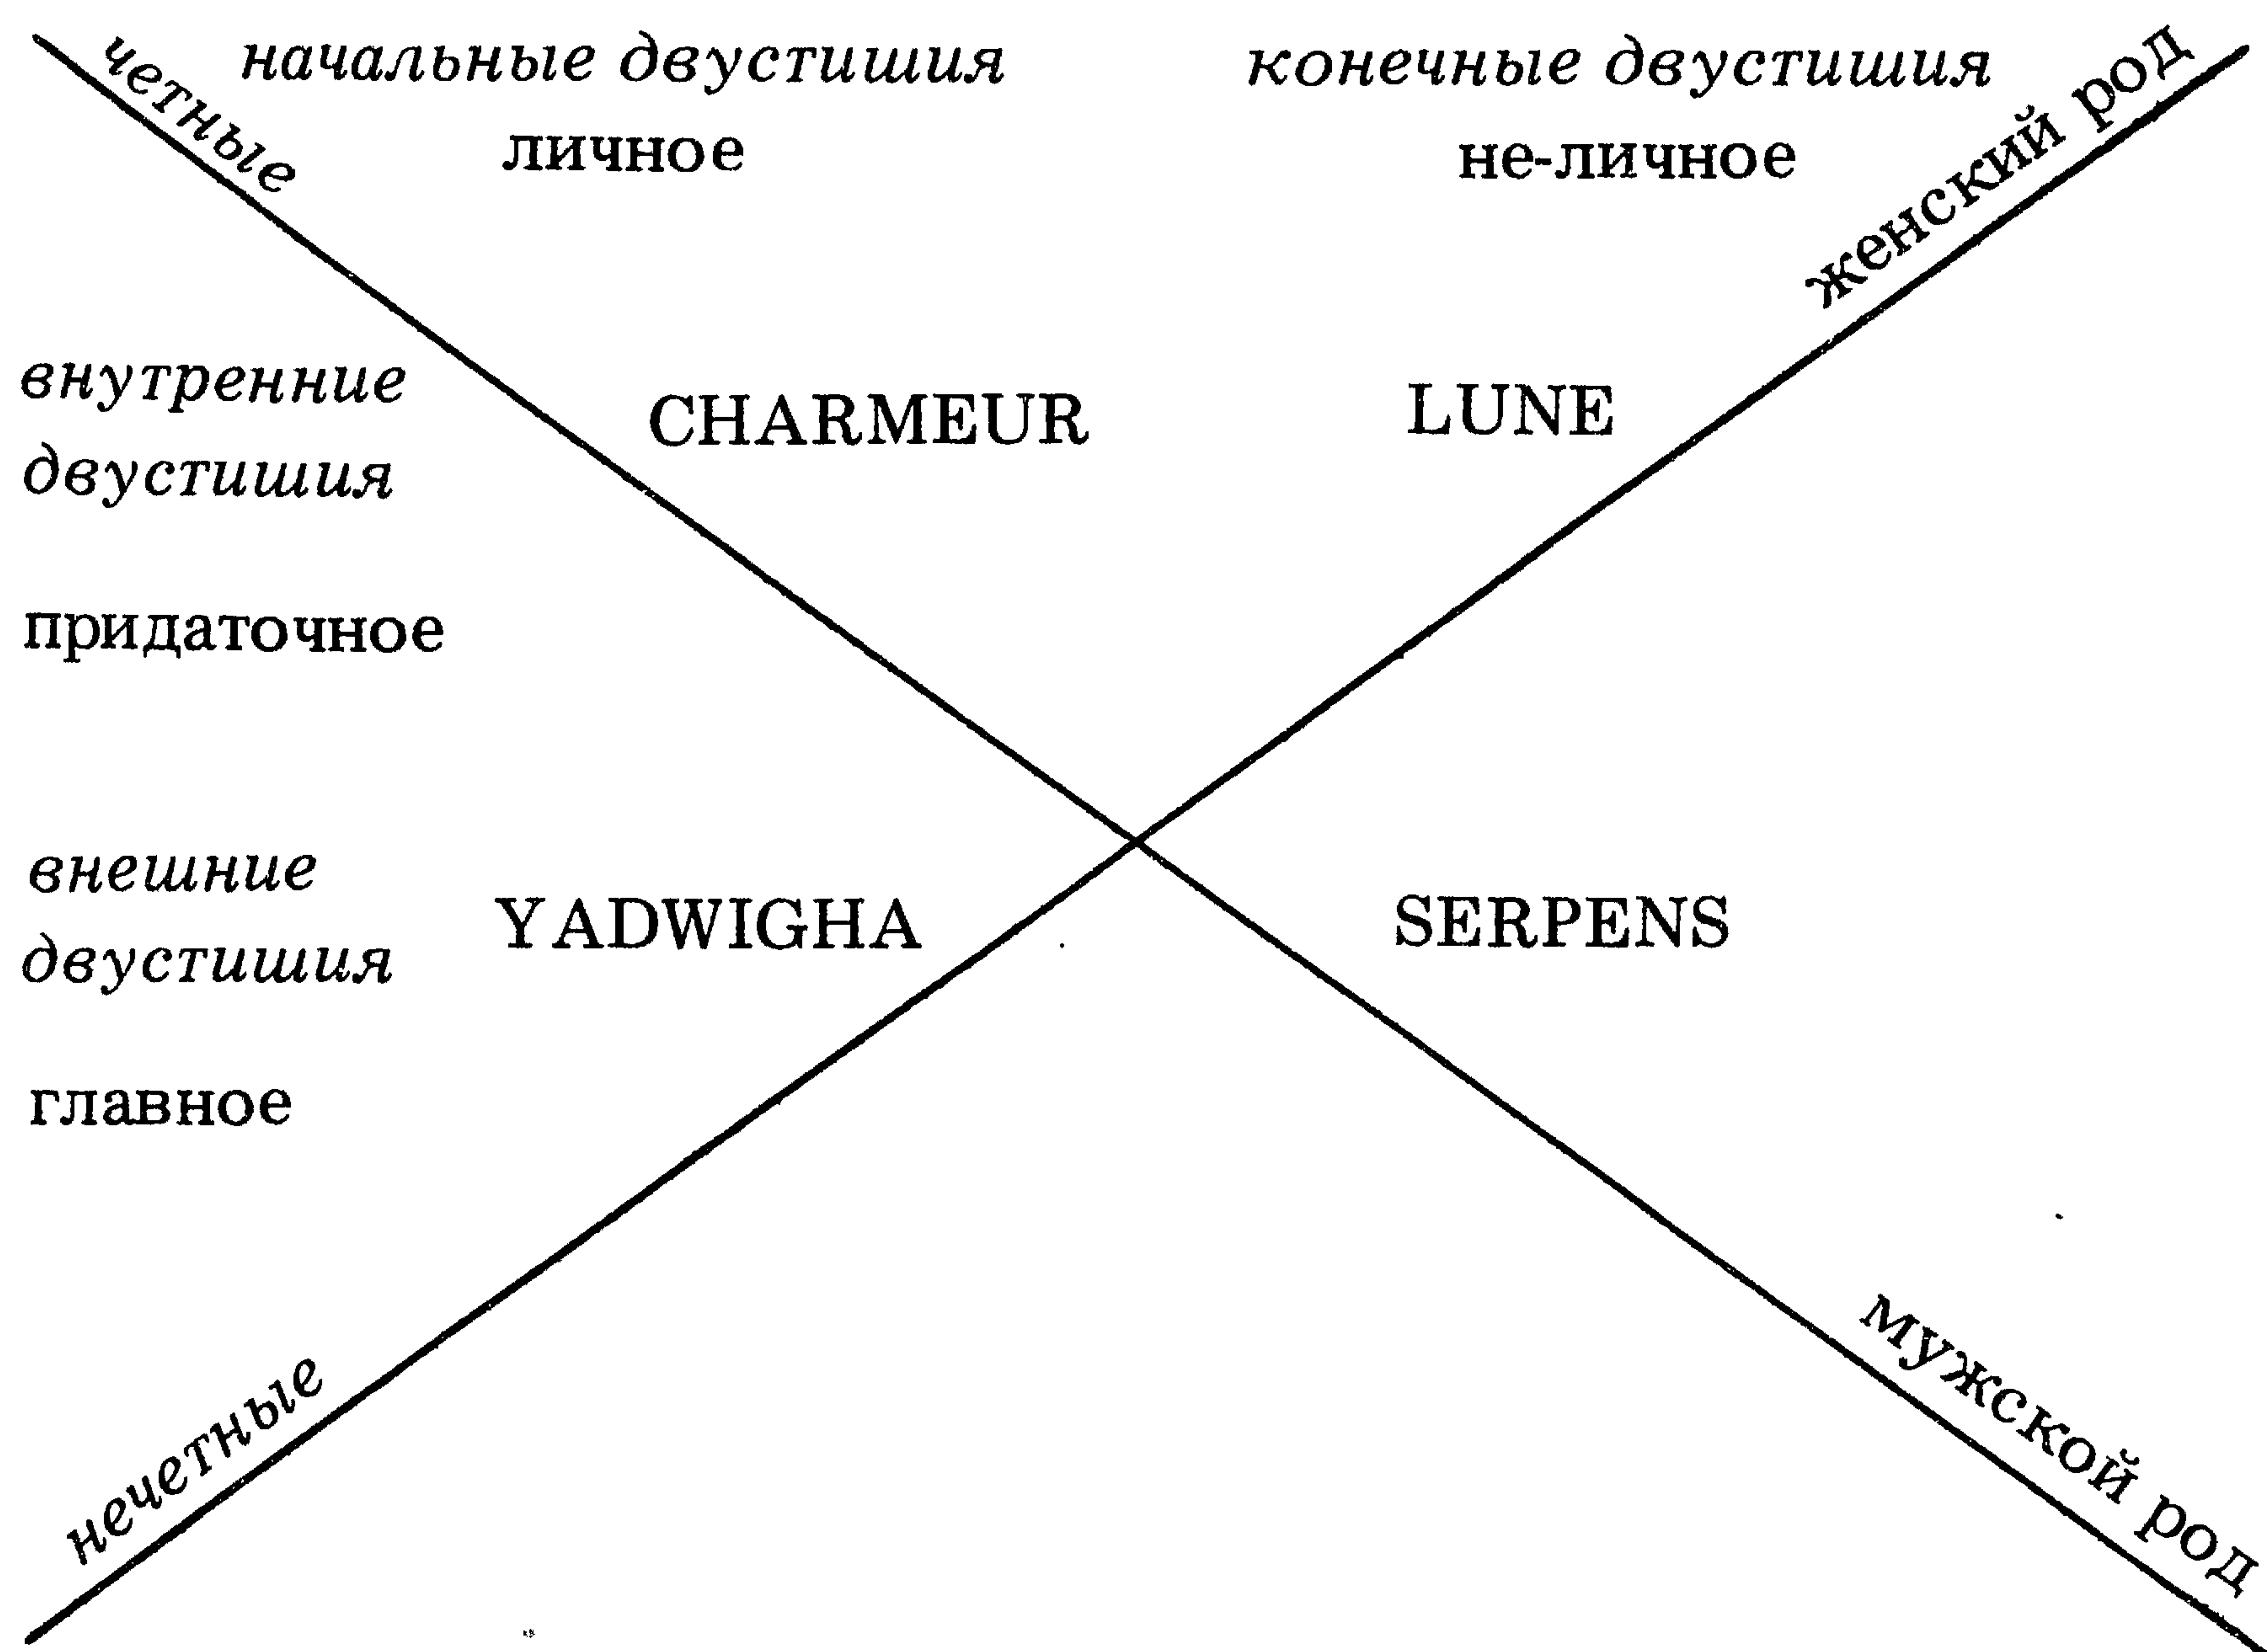 четные
начальные двустишия
конечные двустишия
личное
не-личное
женский род
внутренние
двустишия
CHARMEUR
LUNE
придаточное
внешние
двустишия
YADWIGHA
SERPENS
главное
нечетные
мужской род